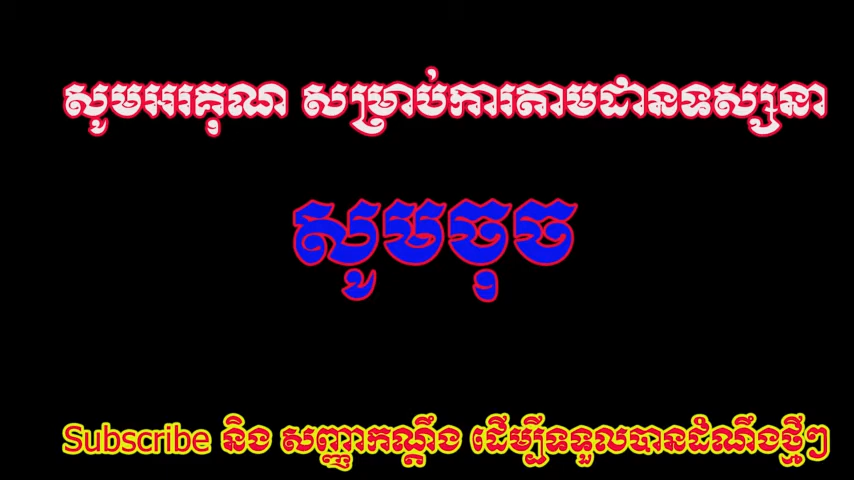 សូមអរគុណ សម្រាប់ការតាមដានទស្សនា
សូមចុច
Subscribe និង សញ្ញាកណ្ដឹង ដើម្បីទទួលបានដំណឹងថ្មីៗ